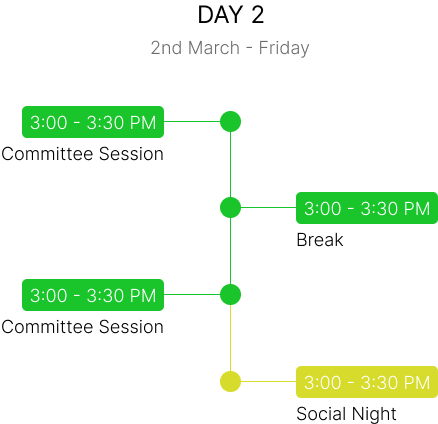 DAY 2
2nd March - Friday
3:00 - 3:30 PM
Committee Session
3:00 - 3:30 PM
Break
3:00 - 3:30 PM
Committee Session
3:00 - 3:30 PM
Social Night